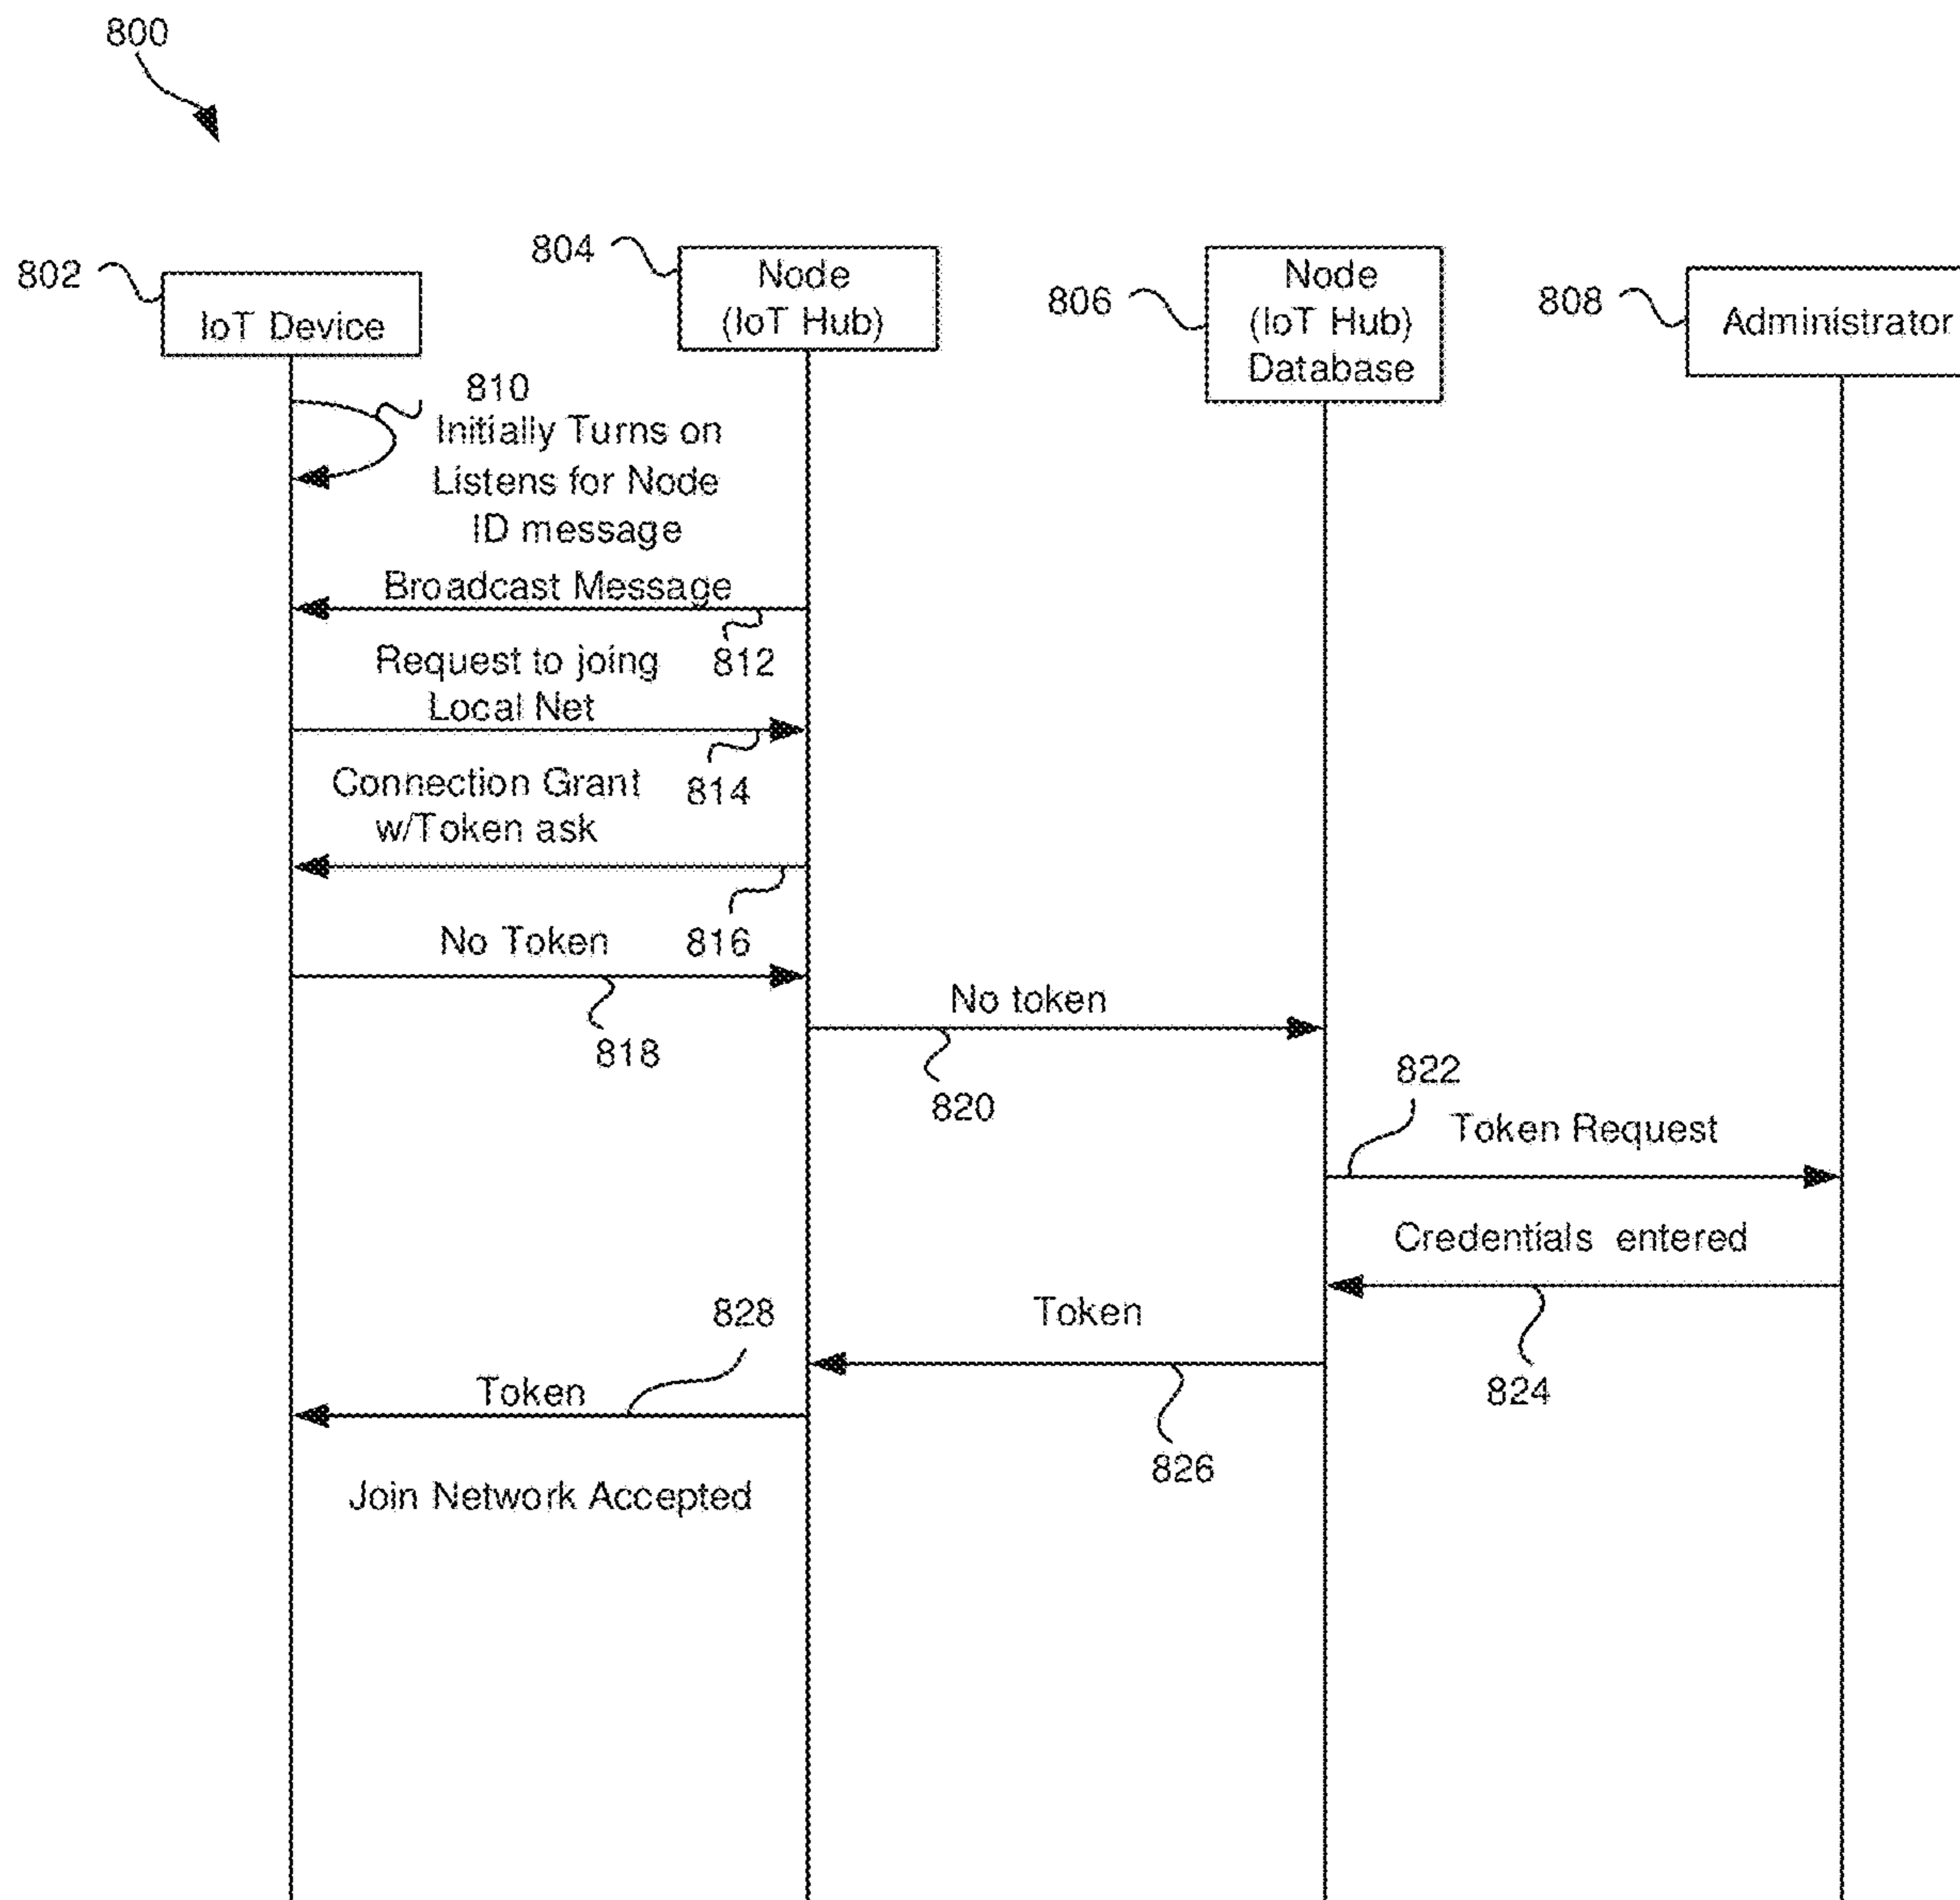 800
802
IoT Device
804
Node
(IoT Hub)
806
Node
(IoT Hub)
Database
808
Administrator
810
Initially Turns on
Listens for Node
ID message
Broadcast Message
812
Request to joing
Local Net
814
Connection Grant
w/Token ask
816
No Token
818
No token
820
822
Token Request
Credentials entered
824
Token
826
828
Token
Join Network Accepted